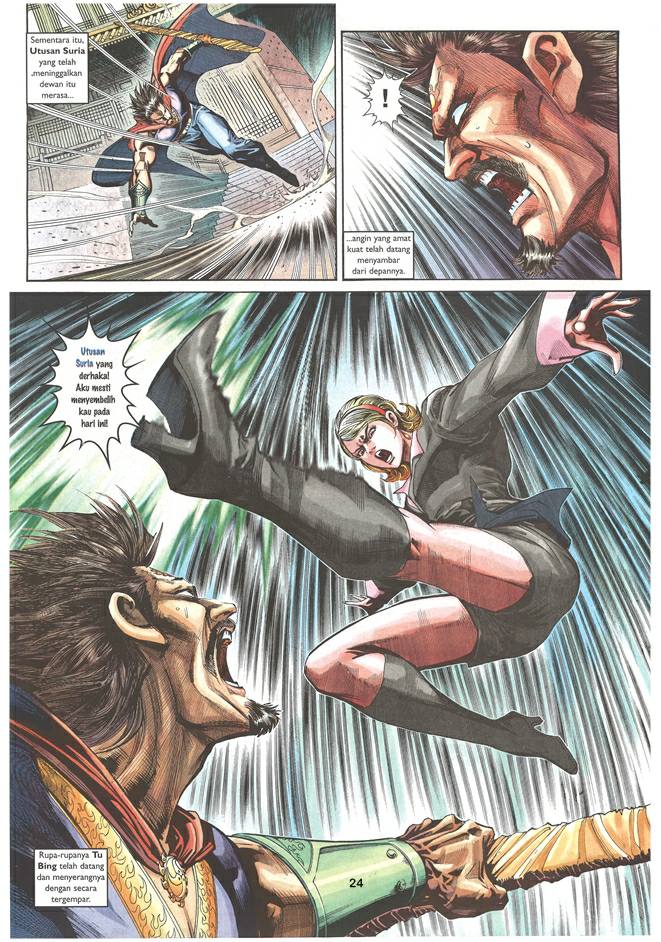 Sementara itu,
Utusan Suria
yang telah
.meninggalkan
dewan itu
merasa...
!
...angin yang amat
kuat telah datang
menyambar
dari depannya.
Utusan
Suria yang
derhaka!
Aku mesti
menyembelih
kau pada
hari ini!
Rupa-rupanya Tu
Bing telah datang
dan menyerangnya
dengan secara
tergempar.
24